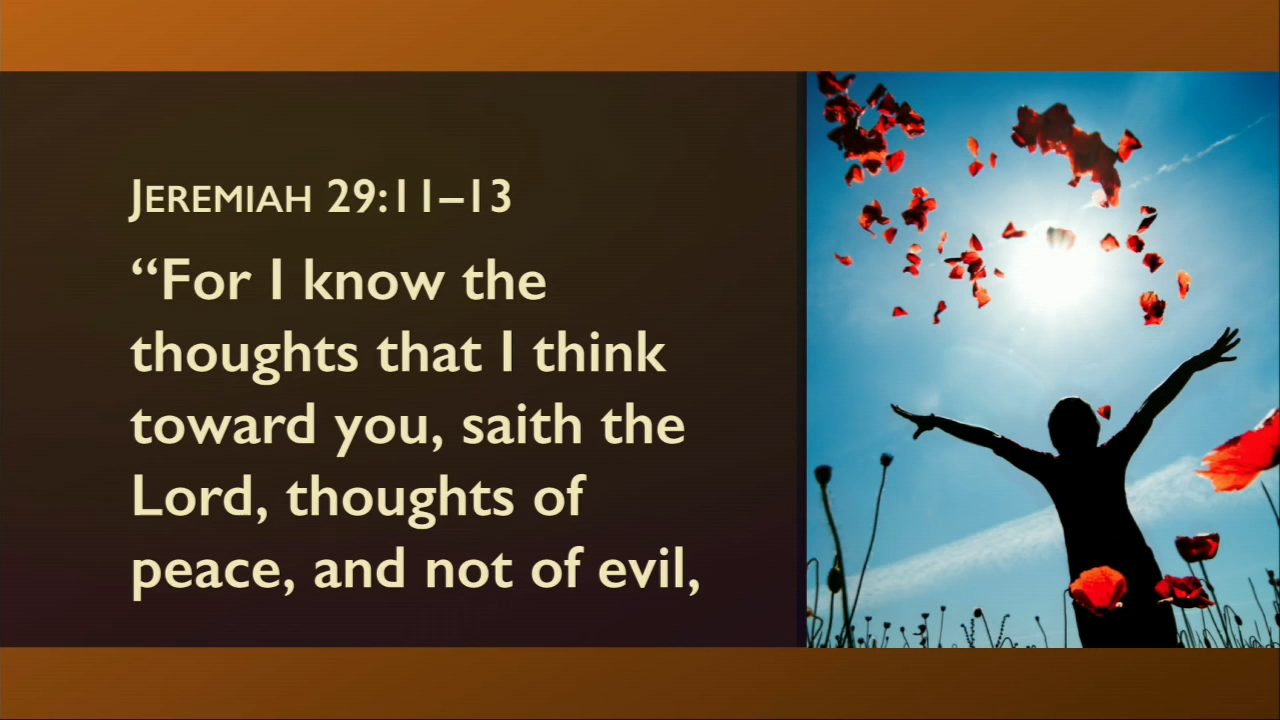 JEREMIAH 29:11–13
“For I know the
thoughts that I think
toward you, saith the
Lord, thoughts of
peace, and not of evil,